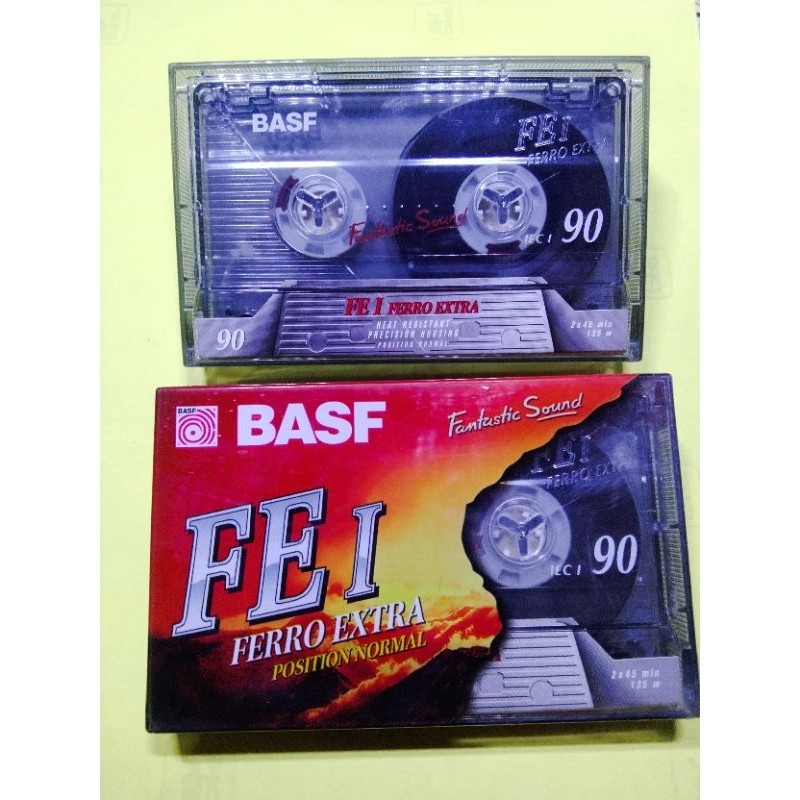 BASF
FE I
FERRO EXTRA
Fantastic Sound
IEC I 90
FE I FERRO EXTRA
HEAT RESISTANT
PRECISION HOUSING
POSITION NORMAL
90
2x45 min
135 m
BASF
BASF
Fantastic Sound
FE I
FERRO EXTRA
POSITION NORMAL
FE I
FERRO EXTRA
IEC I 90
2x45 min
135 m